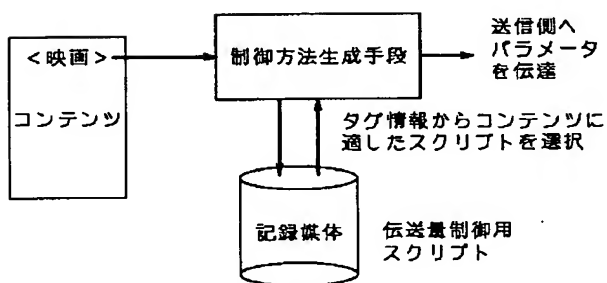 <映画>
コンテンツ
制御方法生成手段
送信側へ
パラメータ
を伝達
タグ情報からコンテンツに
適したスクリプトを選択
記録媒体
伝送量制御用
スクリプト